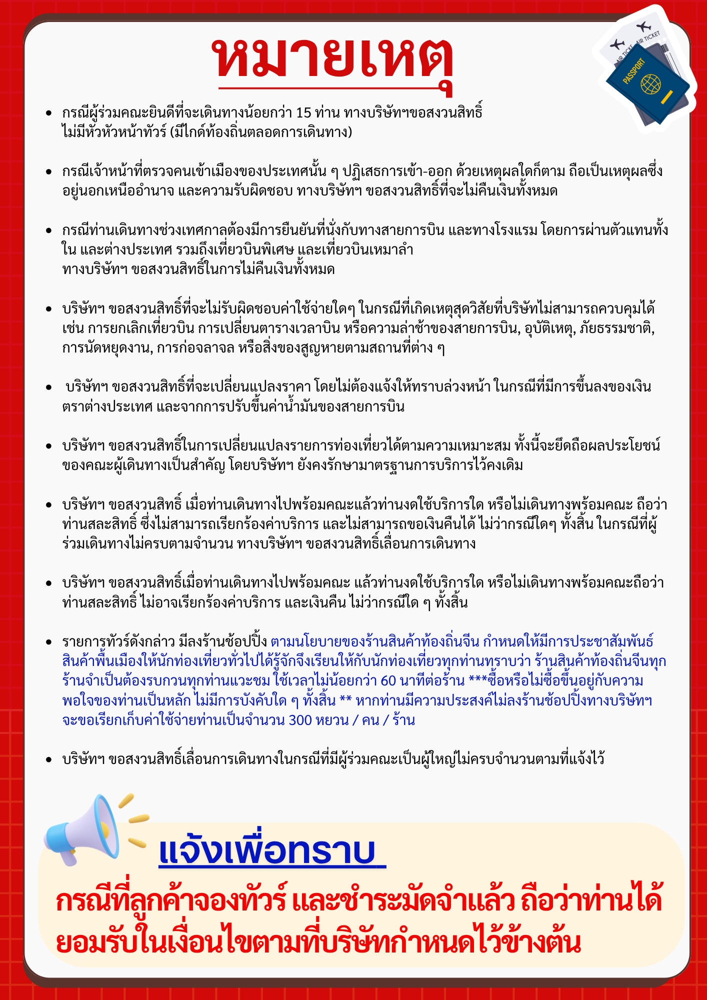 หมายเหตุ
AIR TICKET
AIR TICKE
PASSPORT
• กรณีผู้ร่วมคณะยินดีที่จะเดินทางน้อยกว่า 15 ท่าน ทางบริษัทฯขอสงวนสิทธิ์
ไม่มีหัวหัวหน้าทัวร์ (มีไกด์ท้องถิ่นตลอดการเดินทาง)
• กรณีเจ้าหน้าที่ตรวจคนเข้าเมืองของประเทศนั้น ๆ ปฏิเสธการเข้า-ออก ด้วยเหตุผลใดก็ตาม ถือเป็นเหตุผลซึ่ง
อยู่นอกเหนืออำนาจ และความรับผิดชอบ ทางบริษัทฯ ขอสงวนสิทธิ์ที่จะไม่คืนเงินทั้งหมด
• กรณีท่านเดินทางช่วงเทศกาลต้องมีการยืนยันที่นั่งกับทางสายการบิน และทางโรงแรม โดยการผ่านตัวแทนทั้ง
ใน และต่างประเทศ รวมถึงเที่ยวบินพิเศษ และเที่ยวบินเหมาลำ
ทางบริษัทฯ ขอสงวนสิทธิ์ในการไม่คืนเงินทั้งหมด
• บริษัทฯ ขอสงวนสิทธิ์ที่จะไม่รับผิดชอบค่าใช้จ่ายใดๆ ในกรณีที่เกิดเหตุสุดวิสัยที่บริษัทไม่สามารถควบคุมได้
เช่น การยกเลิกเที่ยวบิน การเปลี่ยนตารางเวลาบิน หรือความล่าช้าของสายการบิน, อุบัติเหตุ, ภัยธรรมชาติ,
การนัดหยุดงาน, การก่อจลาจล หรือสิ่งของสูญหายตามสถานที่ต่าง ๆ
• บริษัทฯ ขอสงวนสิทธิ์ที่จะเปลี่ยนแปลงราคา โดยไม่ต้องแจ้งให้ทราบล่วงหน้า ในกรณีที่มีการขึ้นลงของเงิน
ตราต่างประเทศ และจากการปรับขึ้นค่าน้ำมันของสายการบิน
• บริษัทฯ ขอสงวนสิทธิ์ในการเปลี่ยนแปลงรายการท่องเที่ยวได้ตามความเหมาะสม ทั้งนี้จะยึดถือผลประโยชน์
ของคณะผู้เดินทางเป็นสำคัญ โดยบริษัทฯ ยังคงรักษามาตรฐานการบริการไว้คงเดิม
• บริษัทฯ ขอสงวนสิทธิ์ เมื่อท่านเดินทางไปพร้อมคณะแล้วท่านงดใช้บริการใด หรือไม่เดินทางพร้อมคณะ ถือว่า
ท่านสละสิทธิ์ ซึ่งไม่สามารถเรียกร้องค่าบริการ และไม่สามารถขอเงินคืนได้ ไม่ว่ากรณีใดๆ ทั้งสิ้น ในกรณีที่ผู้
ร่วมเดินทางไม่ครบตามจำนวน ทางบริษัทฯ ขอสงวนสิทธิ์เลื่อนการเดินทาง
• บริษัทฯ ขอสงวนสิทธิ์เมื่อท่านเดินทางไปพร้อมคณะ แล้วท่านงดใช้บริการใด หรือไม่เดินทางพร้อมคณะถือว่า
ท่านสละสิทธิ์ ไม่อาจเรียกร้องค่าบริการ และเงินคืน ไม่ว่ากรณีใด ๆ ทั้งสิ้น
• รายการทัวร์ดังกล่าว มีลงร้านช้อปปิ้ง ตามนโยบายของร้านสินค้าท้องถิ่นจีน กำหนดให้มีการประชาสัมพันธ์
สินค้าพื้นเมืองให้นักท่องเที่ยวทั่วไปได้รู้จักจึงเรียนให้กับนักท่องเที่ยวทุกท่านทราบว่า ร้านสินค้าท้องถิ่นจีนทุก
ร้านจำเป็นต้องรบกวนทุกท่านแวะชม ใช้เวลาไม่น้อยกว่า 60 นาทีต่อร้าน ***ซื้อหรือไม่ซื้อขึ้นอยู่กับความ
พอใจของท่านเป็นหลัก ไม่มีการบังคับใด ๆ ทั้งสิ้น ** หากท่านมีความประสงค์ไม่ลงร้านช้อปปิ้งทางบริษัทฯ
จะขอเรียกเก็บค่าใช้จ่ายท่านเป็นจำนวน 300 หยวน / คน / ร้าน
• บริษัทฯ ขอสงวนสิทธิ์เลื่อนการเดินทางในกรณีที่มีผู้ร่วมคณะเป็นผู้ใหญ่ไม่ครบจำนวนตามที่แจ้งไว้
แจ้งเพื่อทราบ
กรณีที่ลูกค้าจองทัวร์ และชำระมัดจำแล้ว ถือว่าท่านได้
ยอมรับในเงื่อนไขตามที่บริษัทกำหนดไว้ข้างต้น